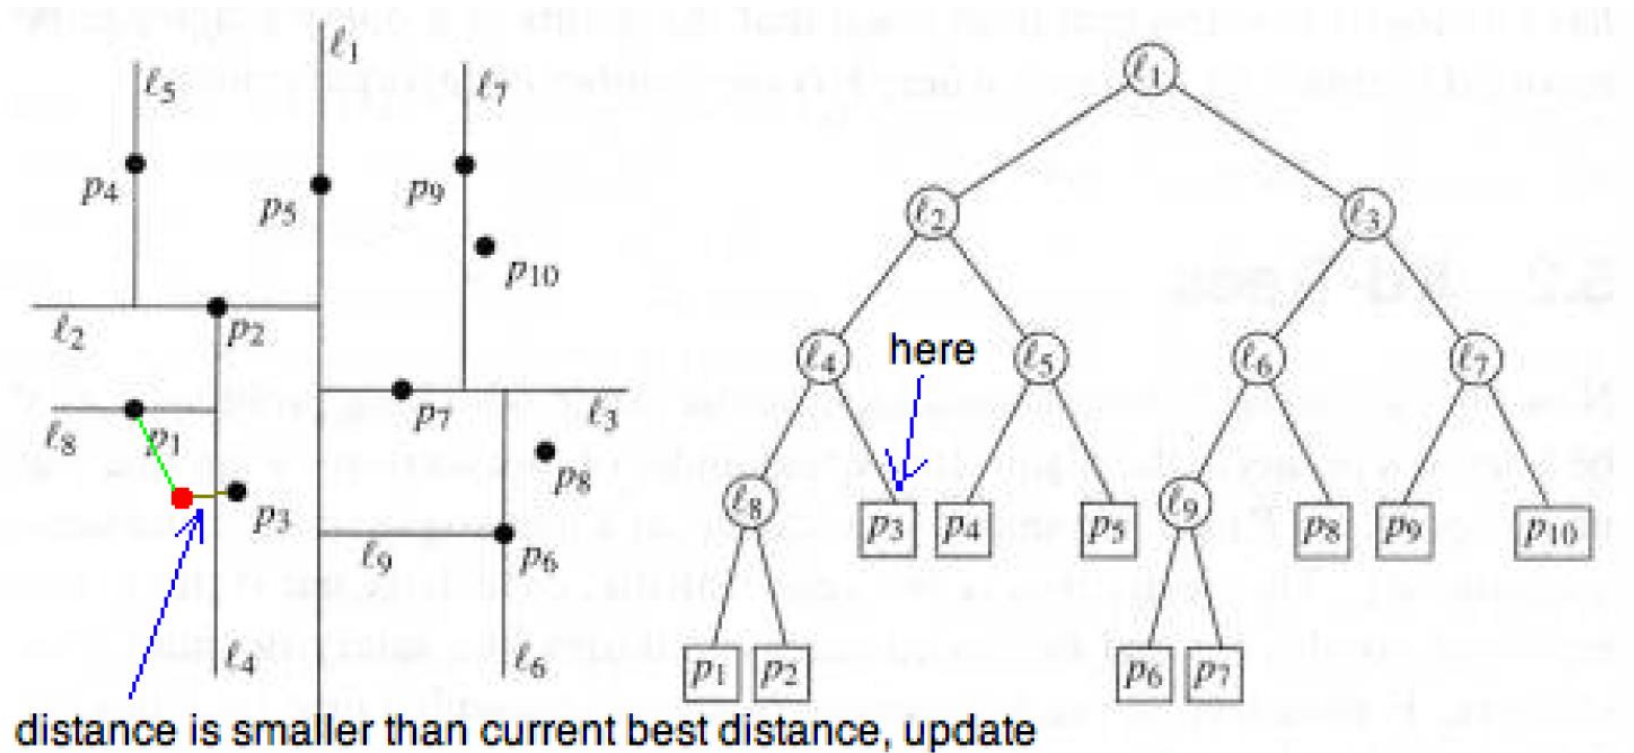 ℓ1
ℓ5
ℓ7
p4
p5
p9
p10
ℓ2
p2
p7
ℓ3
ℓ8
p1
p8
p3
ℓ9
p6
ℓ4
ℓ6
distance is smaller than current best distance, update
ℓ1
ℓ2
ℓ3
ℓ4
here
ℓ5
ℓ6
ℓ7
ℓ8
p3
p4
p5
ℓ9
p8
p9
p10
p1
p2
p6
p7